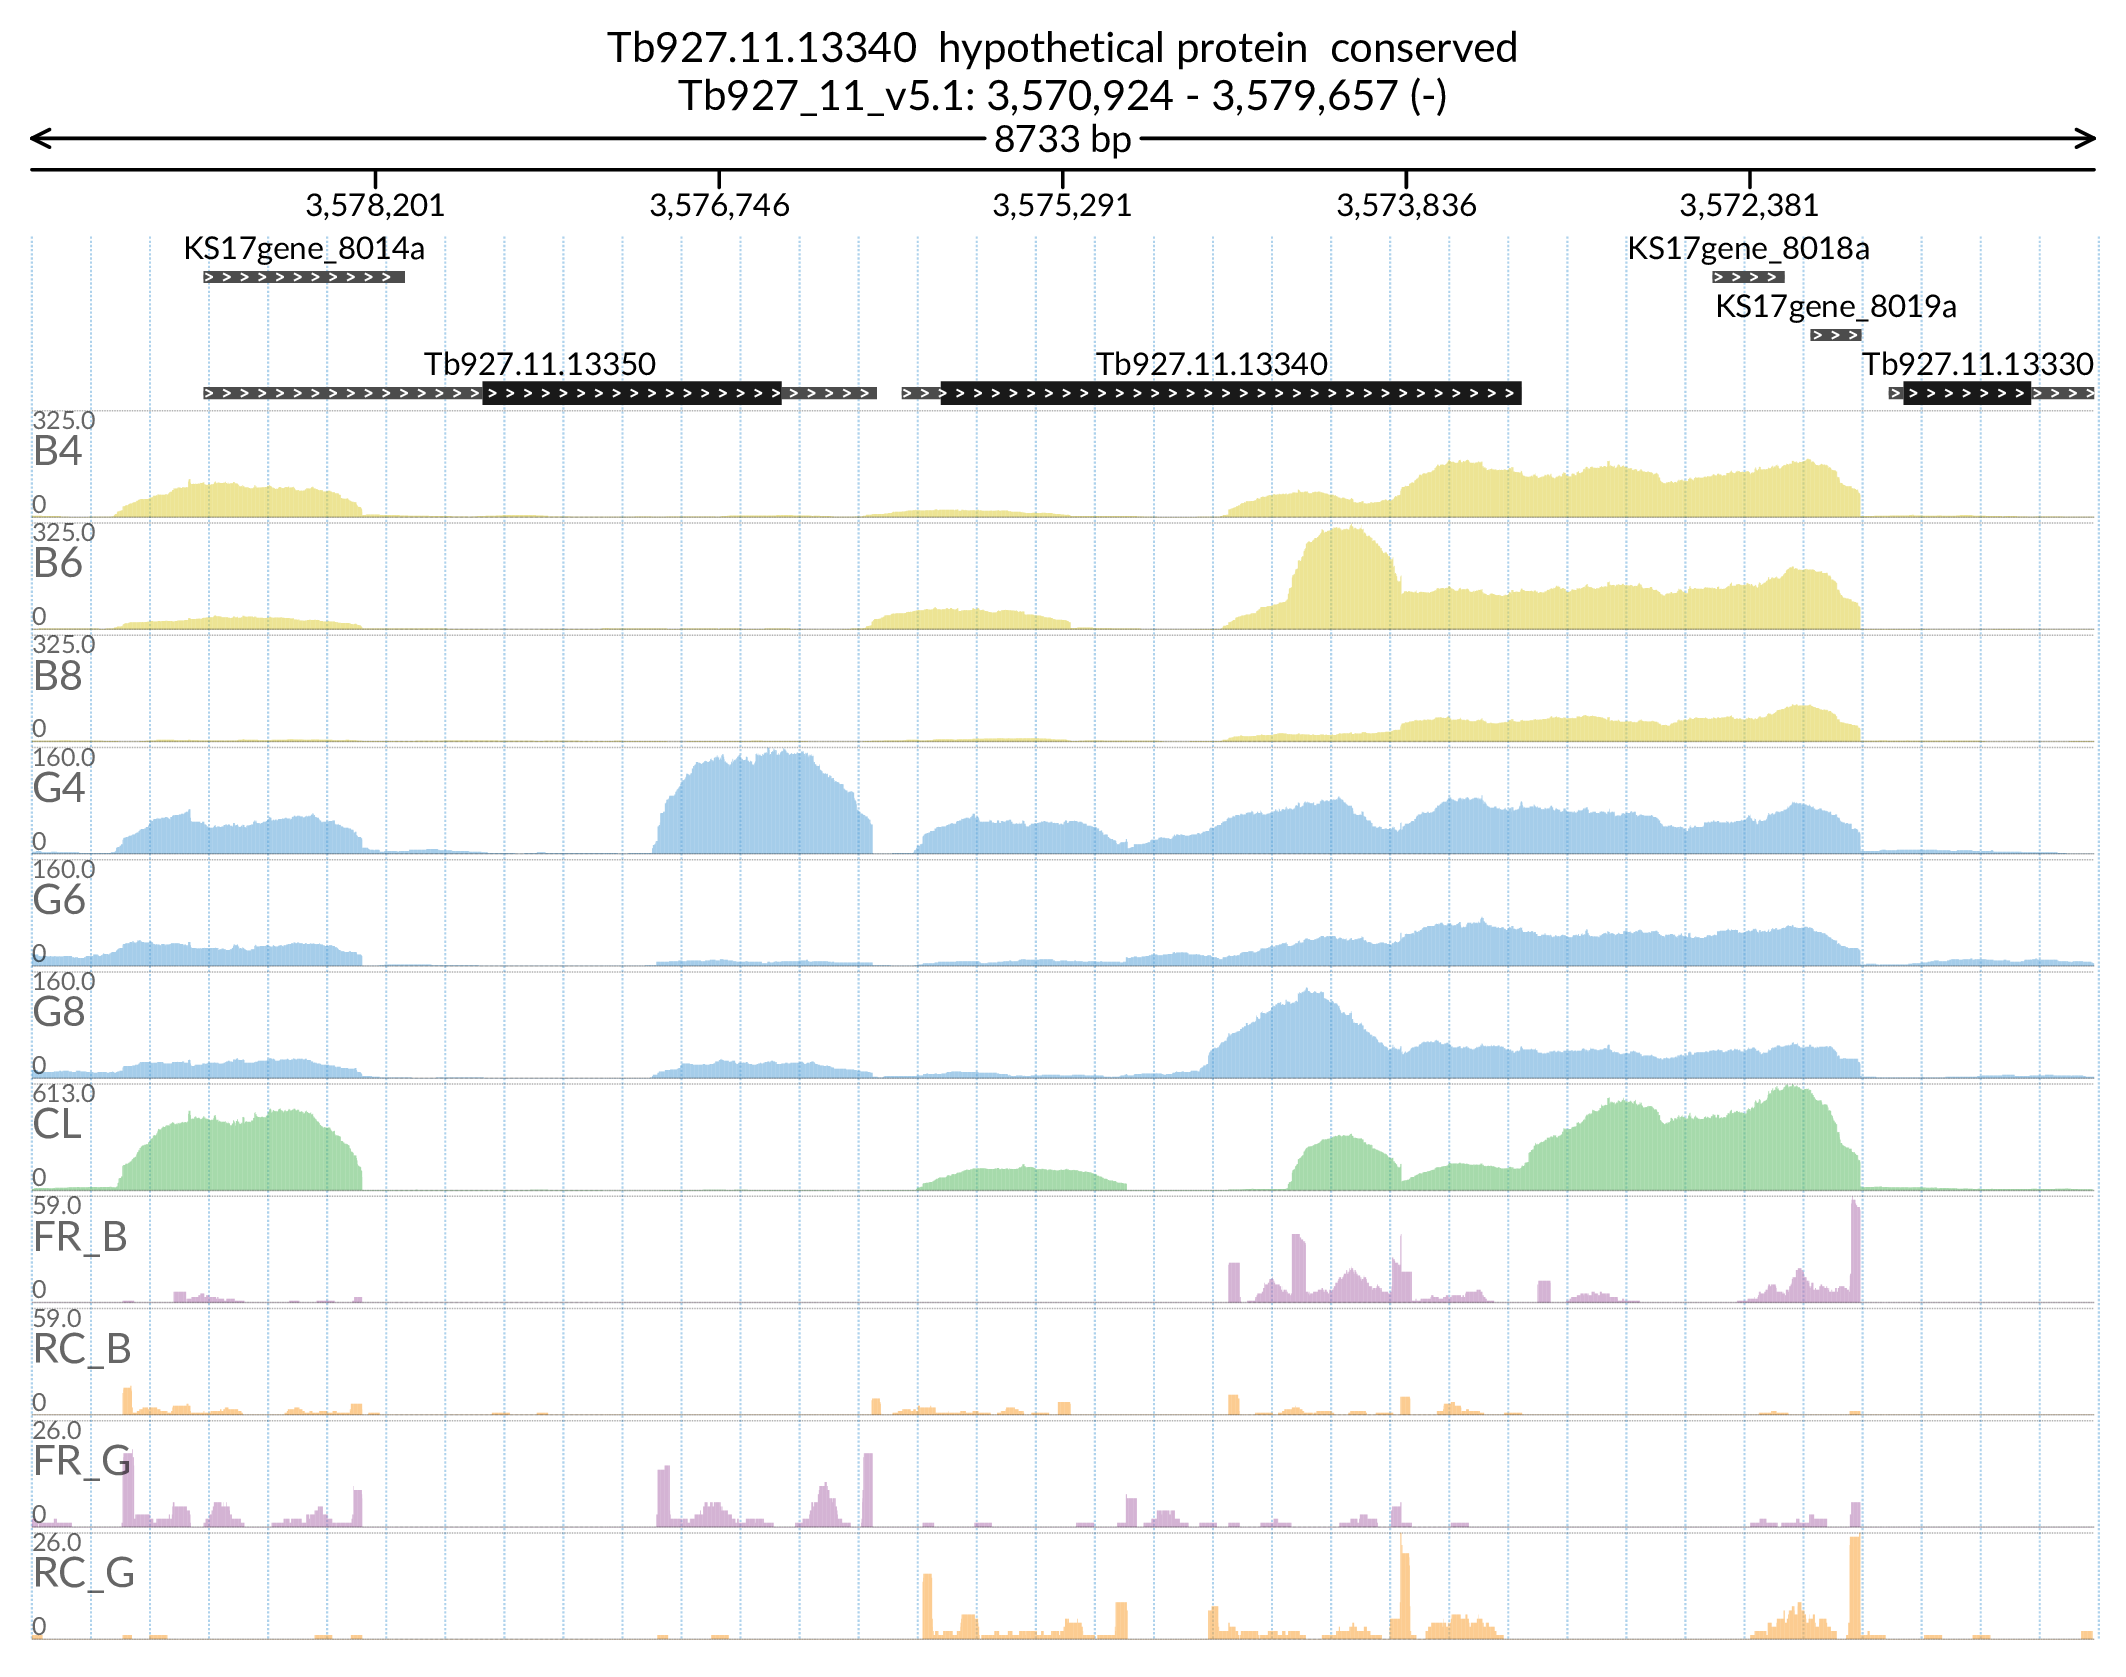 Tb927.11.13340  hypothetical protein  conserved
Tb927_11_v5.1: 3,570,924 - 3,579,657 (-)
8733 bp
3,578,201 3,576,746 3,575,291 3,573,836 3,572,381
KS17gene_8014a KS17gene_8018a
KS17gene_8019a
Tb927.11.13350 Tb927.11.13340 Tb927.11.13330
325.0
B4
0
325.0
B6
0
325.0
B8
0
160.0
G4
0
160.0
G6
0
160.0
G8
0
613.0
CL
0
59.0
FR_B
0
59.0
RC_B
0
26.0
FR_G
0
26.0
RC_G
0